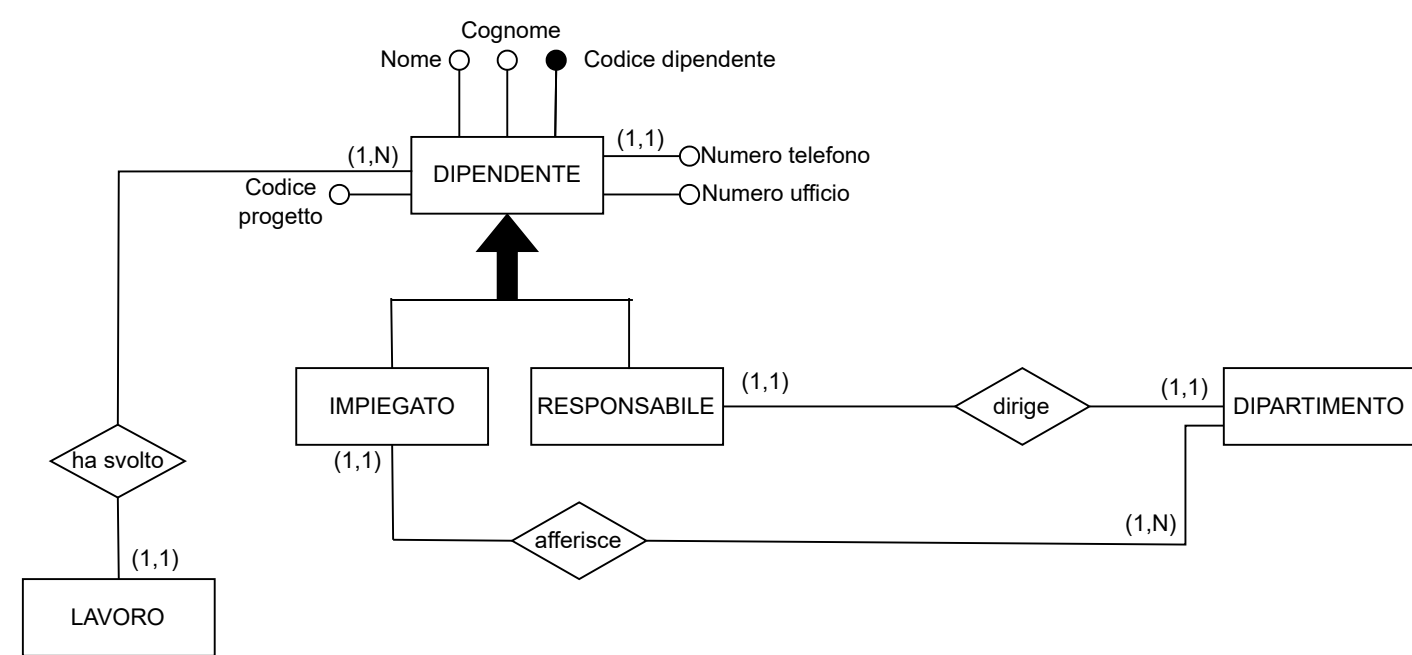 Cognome
Nome
Codice dipendente
(1,N)
DIPENDENTE
(1,1)
Numero telefono
Codice
progetto
Numero ufficio
IMPIEGATO
RESPONSABILE
(1,1)
dirige
(1,1)
DIPARTIMENTO
ha svolto
(1,1)
afferisce
(1,N)
(1,1)
LAVORO